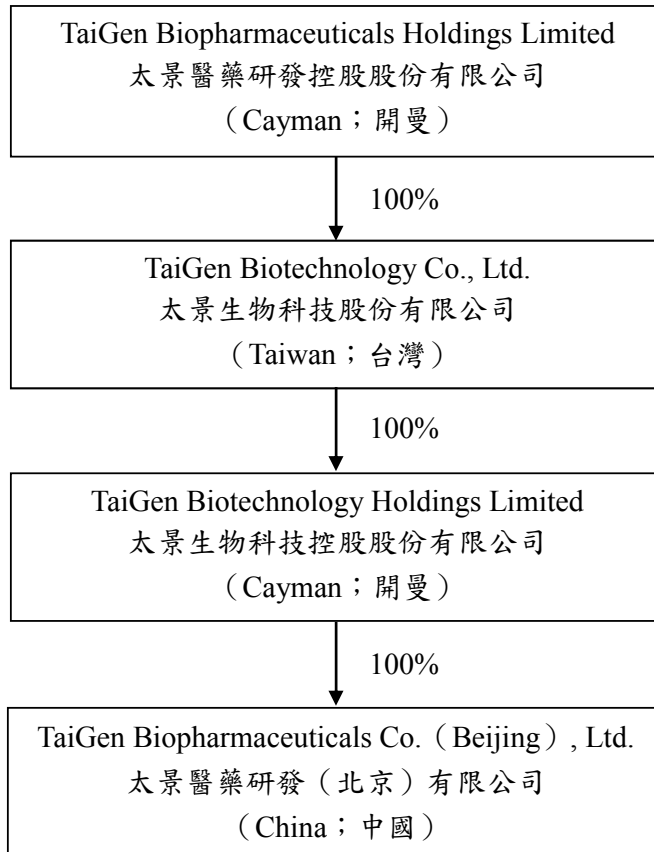 TaiGen Biopharmaceuticals Holdings Limited
太景醫藥研發控股股份有限公司
（Cayman；開曼）
100%
TaiGen Biotechnology Co., Ltd.
太景生物科技股份有限公司
（Taiwan；台灣）
100%
TaiGen Biotechnology Holdings Limited
太景生物科技控股股份有限公司
（Cayman；開曼）
100%
TaiGen Biopharmaceuticals Co.（Beijing）, Ltd.
太景醫藥研發（北京）有限公司
（China；中國）